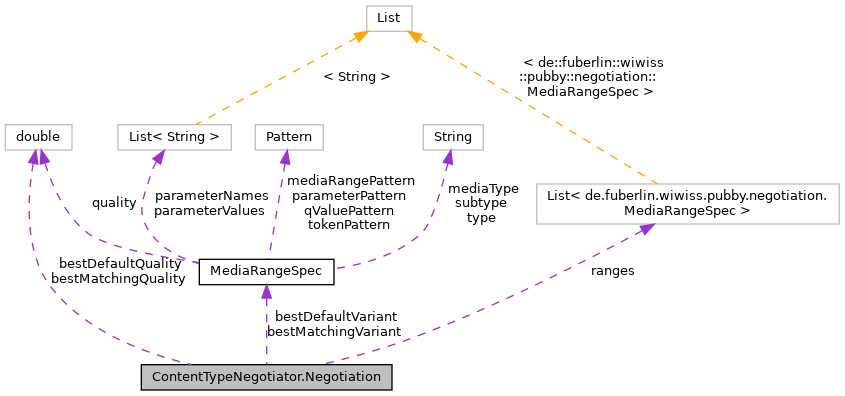 List
< String >
< de::fuberlin::wiwiss
::pubby::negotiation::
MediaRangeSpec >
double
List< String >
Pattern
String
quality
parameterNames
parameterValues
mediaRangePattern
parameterPattern
qValuePattern
tokenPattern
mediaType
subtype
type
List< de.fuberlin.wiwiss.pubby.negotiation.
MediaRangeSpec >
bestDefaultQuality
bestMatchingQuality
MediaRangeSpec
ranges
bestDefaultVariant
bestMatchingVariant
ContentTypeNegotiator.Negotiation